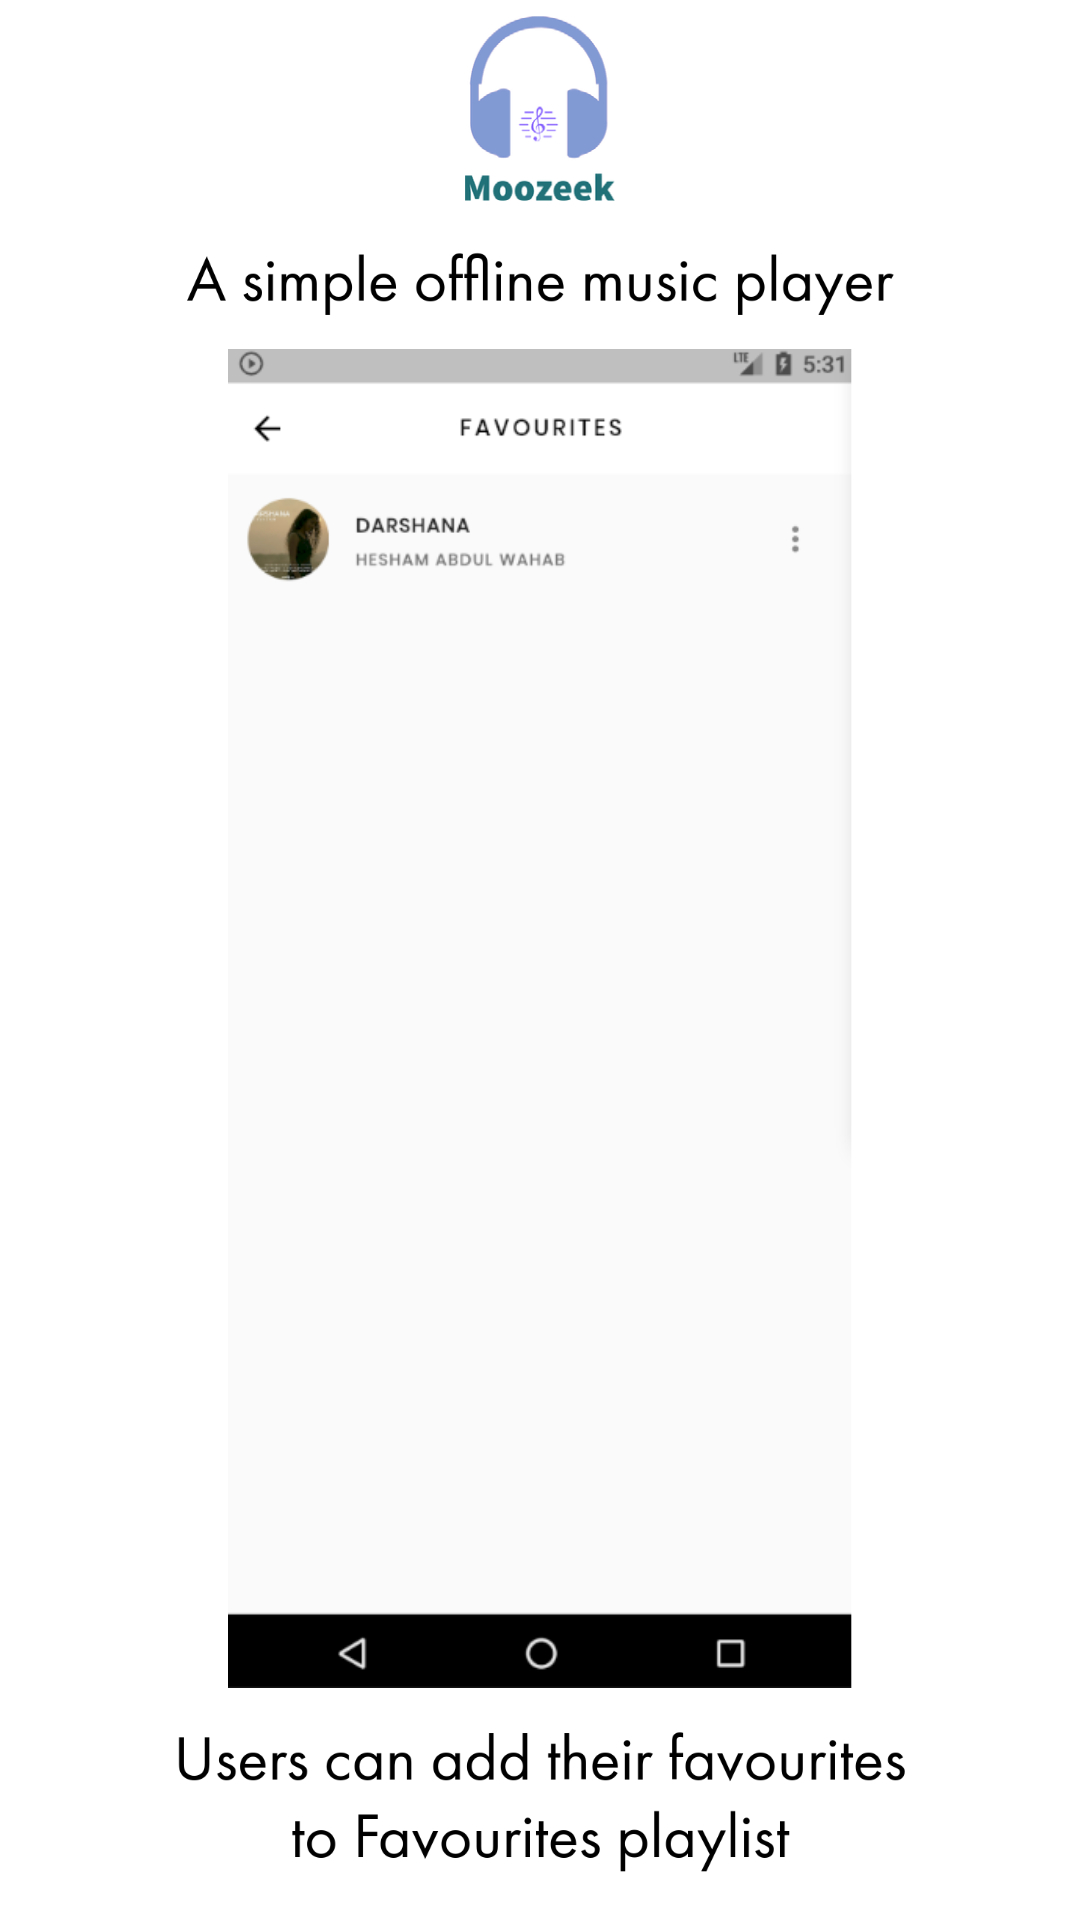 Moozeek
A simple offline music player
LTE 5:31
FAVOURITES
DARSHANA
DARSHANA
HESHAM ABDUL WAHAB
Users can add their favourites
to Favourites playlist